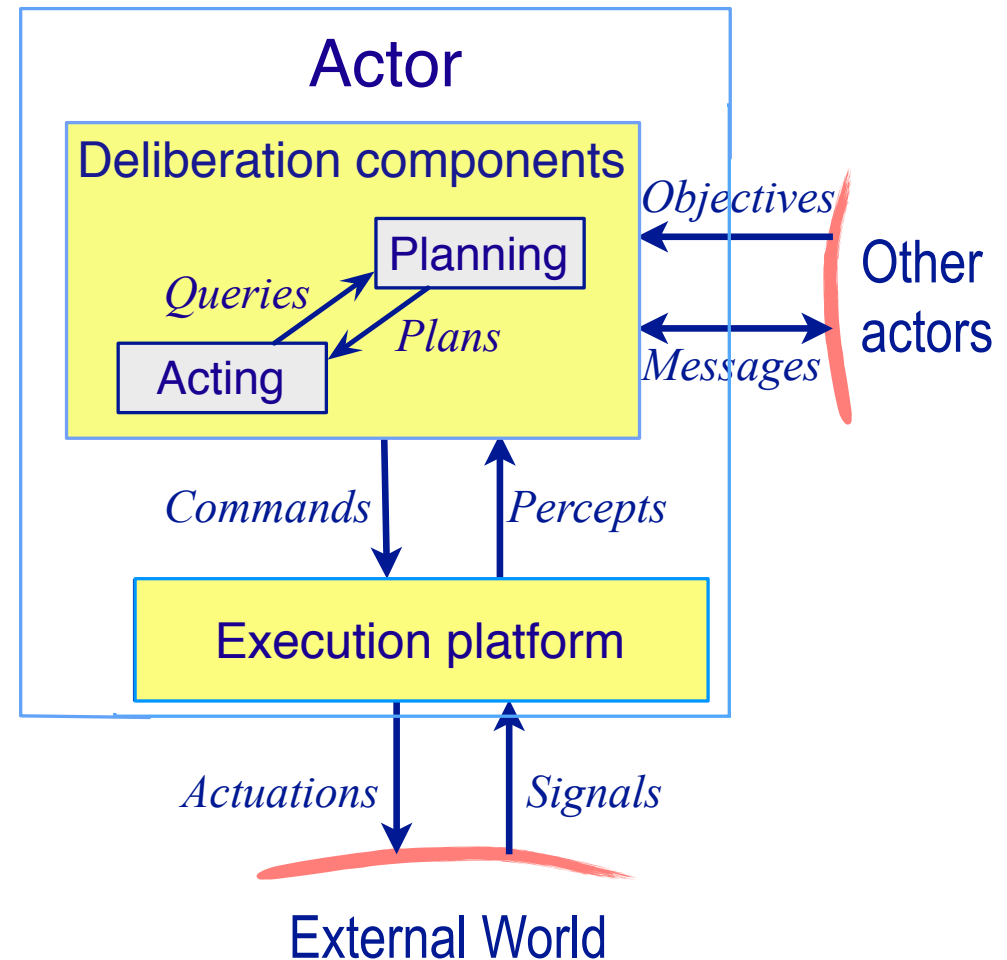 Actor
Deliberation components
Objectives
Planning
Other
actors
Queries
Plans
Messages
Acting
Commands
Percepts
Execution platform
Actuations
Signals
External World